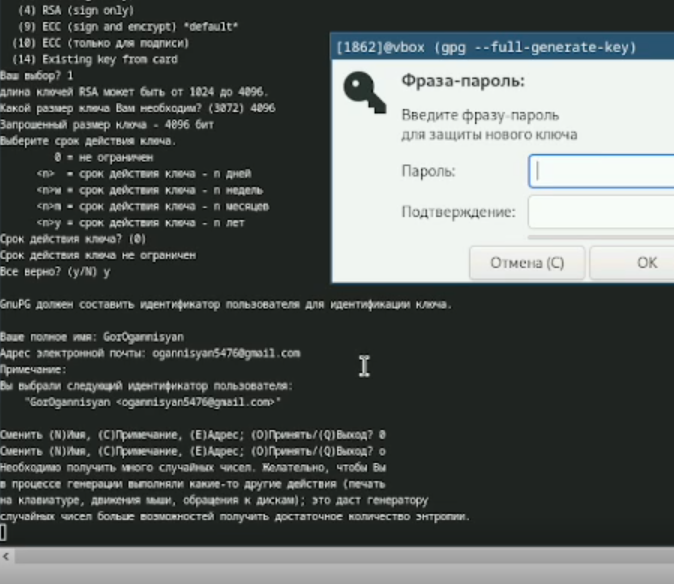 (4) RSA (sign only)
(9) ECC (sign and encrypt) *default*
(10) ECC (только для подписи)
(14) Existing key from card
Ваш выбор? 1
длина ключей RSA может быть от 1024 до 4096.
Какой размер ключа Вам необходим? (3072) 4096
Запрошенный размер ключа - 4096 бит
Выберите срок действия ключа.
0 = не ограничен
<n> = срок действия ключа - n дней
<n>w = срок действия ключа - n недель
<n>m = срок действия ключа - n месяцев
<n>y = срок действия ключа - n лет
Срок действия ключа? (0)
Срок действия ключа не ограничен
Все верно? (y/N) y
GnuPG должен составить идентификатор пользователя для идентификации ключа.
Ваше полное имя: GorOgannisyan
Адрес электронной почты: ogannisyan5476@gmail.com
Примечание:
Вы выбрали следующий идентификатор пользователя:
"GorOgannisyan <ogannisyan5476@gmail.com>"
Сменить (N)Имя, (C)Примечание, (E)Адрес; (O)Принять/(Q)Выход? 0
Сменить (N)Имя, (C)Примечание, (E)Адрес; (O)Принять/(Q)Выход? o
Необходимо получить много случайных чисел. Желательно, чтобы Вы
в процессе генерации выполняли какие-то другие действия (печать
на клавиатуре, движения мыши, обращения к дискам); это даст генератору
случайных чисел больше возможностей получить достаточное количество энтропии.
[1862]@vbox (gpg --full-generate-key)
Фраза-пароль:
Введите фразу-пароль
для защиты нового ключа
Пароль:
Подтверждение:
Отмена (C)
OK